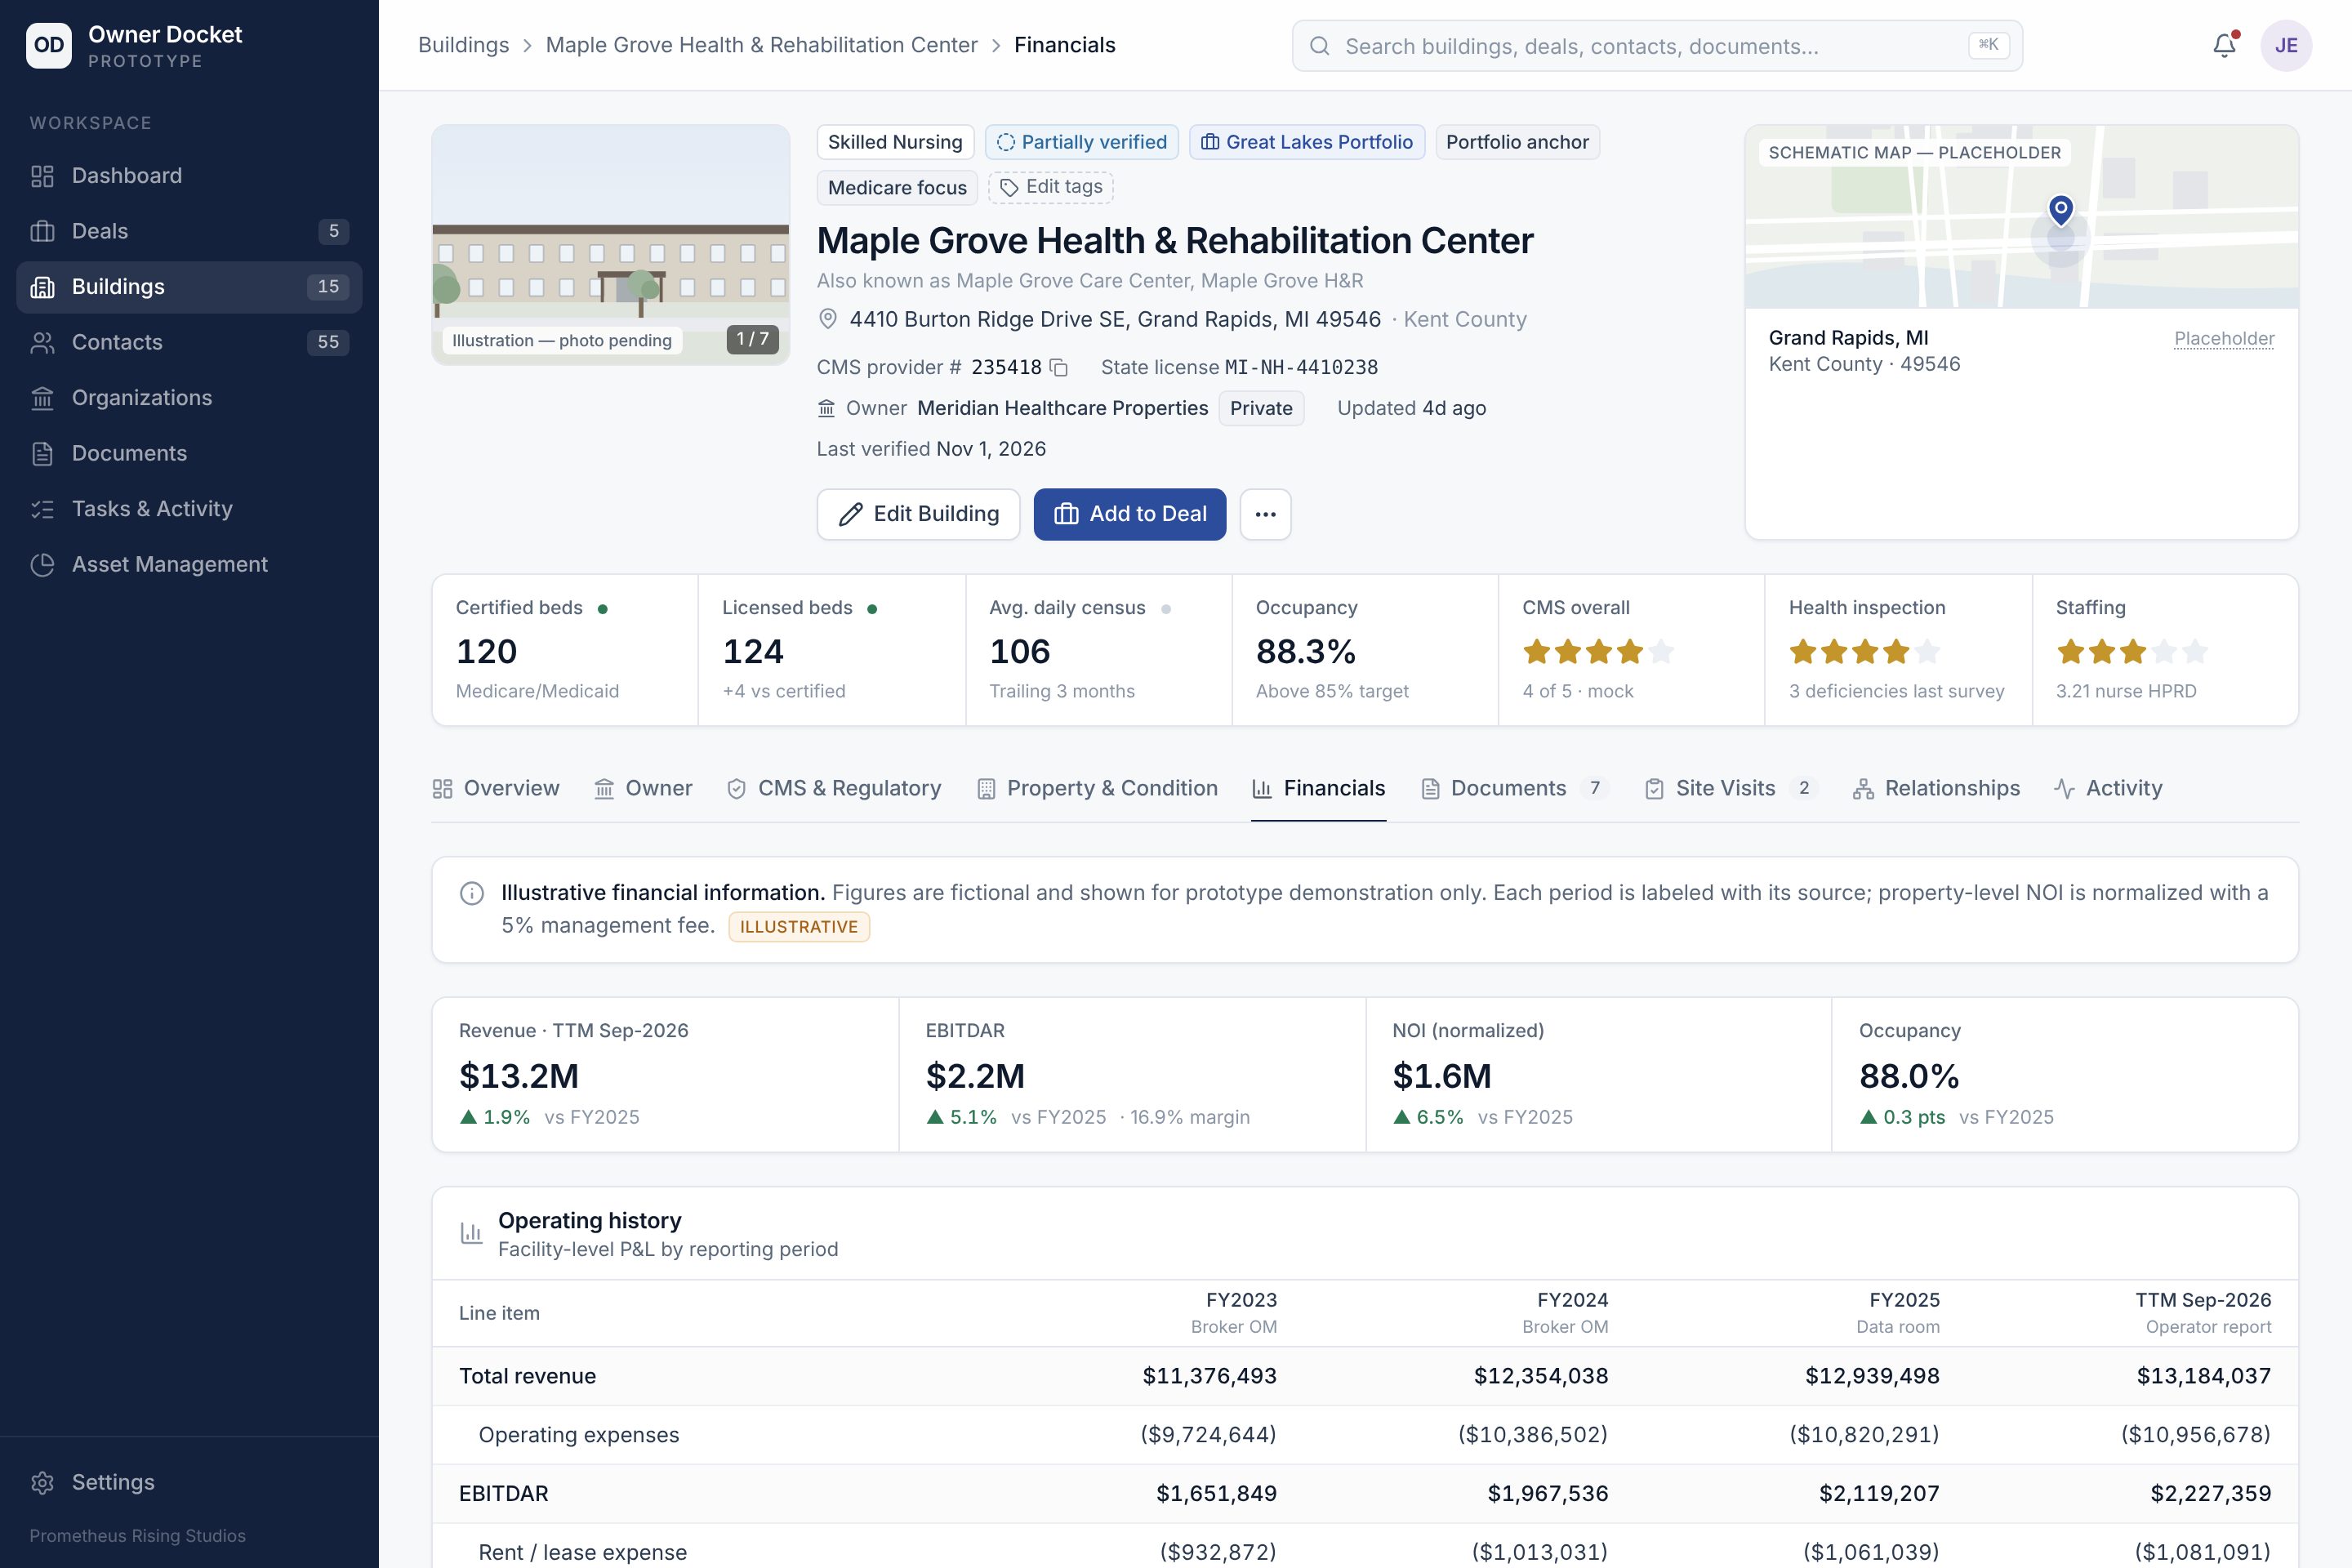 OD
Owner Docket
PROTOTYPE
WORKSPACE
Dashboard
Deals 5
Buildings 15
Contacts 55
Organizations
Documents
Tasks & Activity
Asset Management
Settings
Prometheus Rising Studios
Buildings > Maple Grove Health & Rehabilitation Center > Financials
Search buildings, deals, contacts, documents... ⌘K
JE
Illustration — photo pending
1 / 7
Skilled Nursing Partially verified Great Lakes Portfolio Portfolio anchor
Medicare focus Edit tags
Maple Grove Health & Rehabilitation Center
Also known as Maple Grove Care Center, Maple Grove H&R
4410 Burton Ridge Drive SE, Grand Rapids, MI 49546 · Kent County
CMS provider # 235418 State license MI-NH-4410238
Owner Meridian Healthcare Properties Private Updated 4d ago
Last verified Nov 1, 2026
Edit Building Add to Deal
SCHEMATIC MAP — PLACEHOLDER
Grand Rapids, MI Placeholder
Kent County · 49546
Certified beds
120
Medicare/Medicaid
Licensed beds
124
+4 vs certified
Avg. daily census
106
Trailing 3 months
Occupancy
88.3%
Above 85% target
CMS overall
4 of 5 · mock
Health inspection
3 deficiencies last survey
Staffing
3.21 nurse HPRD
Overview Owner CMS & Regulatory Property & Condition Financials Documents 7 Site Visits 2 Relationships Activity
Illustrative financial information. Figures are fictional and shown for prototype demonstration only. Each period is labeled with its source; property-level NOI is normalized with a
5% management fee. ILLUSTRATIVE
Revenue · TTM Sep-2026
$13.2M
▲ 1.9% vs FY2025
EBITDAR
$2.2M
▲ 5.1% vs FY2025 · 16.9% margin
NOI (normalized)
$1.6M
▲ 6.5% vs FY2025
Occupancy
88.0%
▲ 0.3 pts vs FY2025
Operating history
Facility-level P&L by reporting period
Line item FY2023 FY2024 FY2025 TTM Sep-2026
Broker OM Broker OM Data room Operator report
Total revenue $11,376,493 $12,354,038 $12,939,498 $13,184,037
Operating expenses ($9,724,644) ($10,386,502) ($10,820,291) ($10,956,678)
EBITDAR $1,651,849 $1,967,536 $2,119,207 $2,227,359
Rent / lease expense ($932,872) ($1,013,031) ($1,061,039) ($1,081,091)